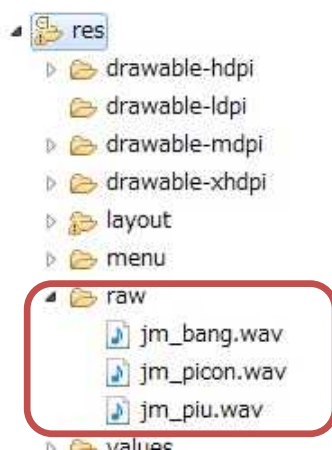 res
drawable-hdpi
drawable-ldpi
drawable-mdpi
drawable-xhdpi
layout
menu
raw
jm_bang.wav
jm_picon.wav
jm_piu.wav
values